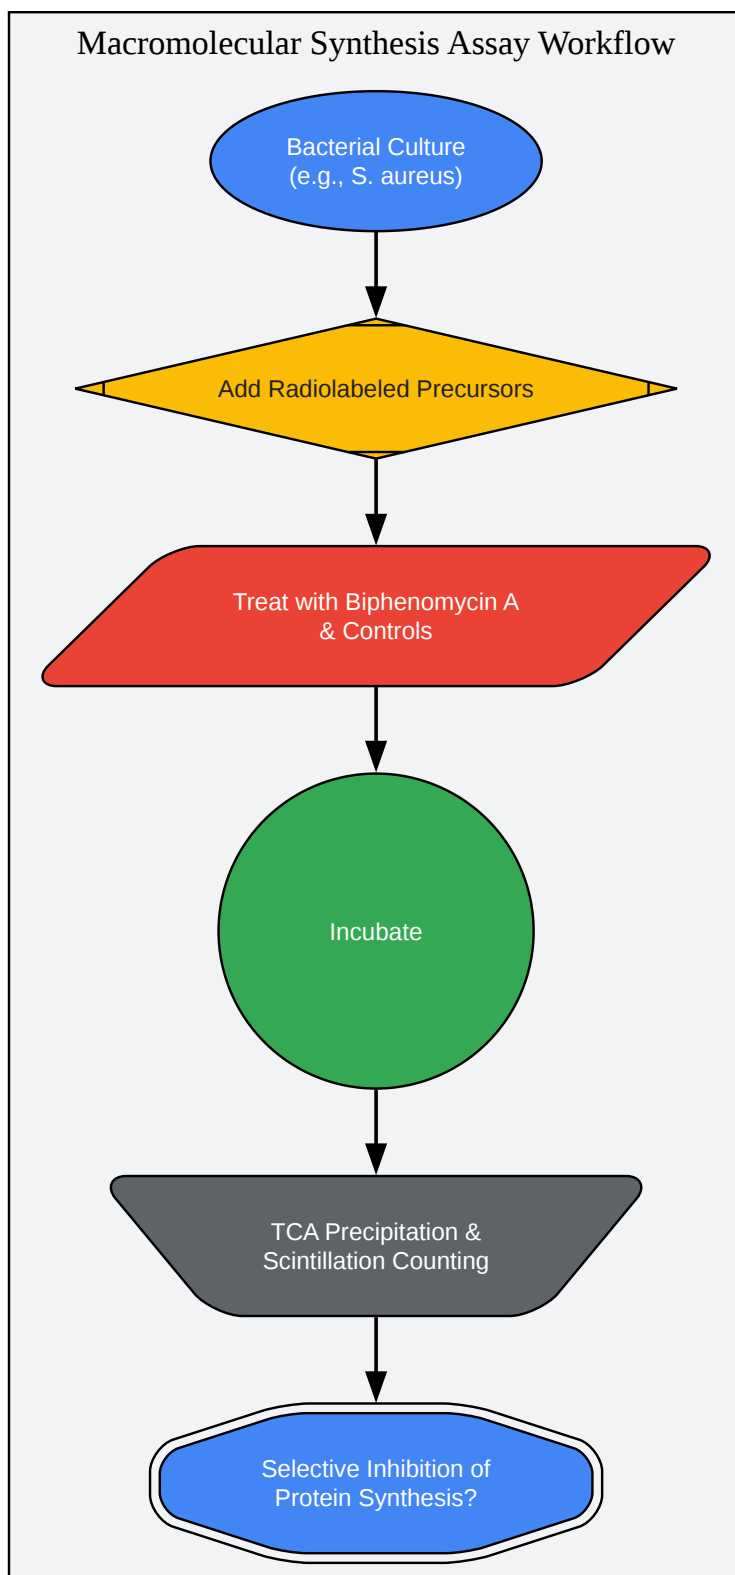 Macromolecular Synthesis Assay Workflow
Bacterial Culture
(e.g., S. aureus)
Add Radiolabeled Precursors
Treat with Biphenomycin A
& Controls
Incubate
TCA Precipitation &
Scintillation Counting
Selective Inhibition of
Protein Synthesis?